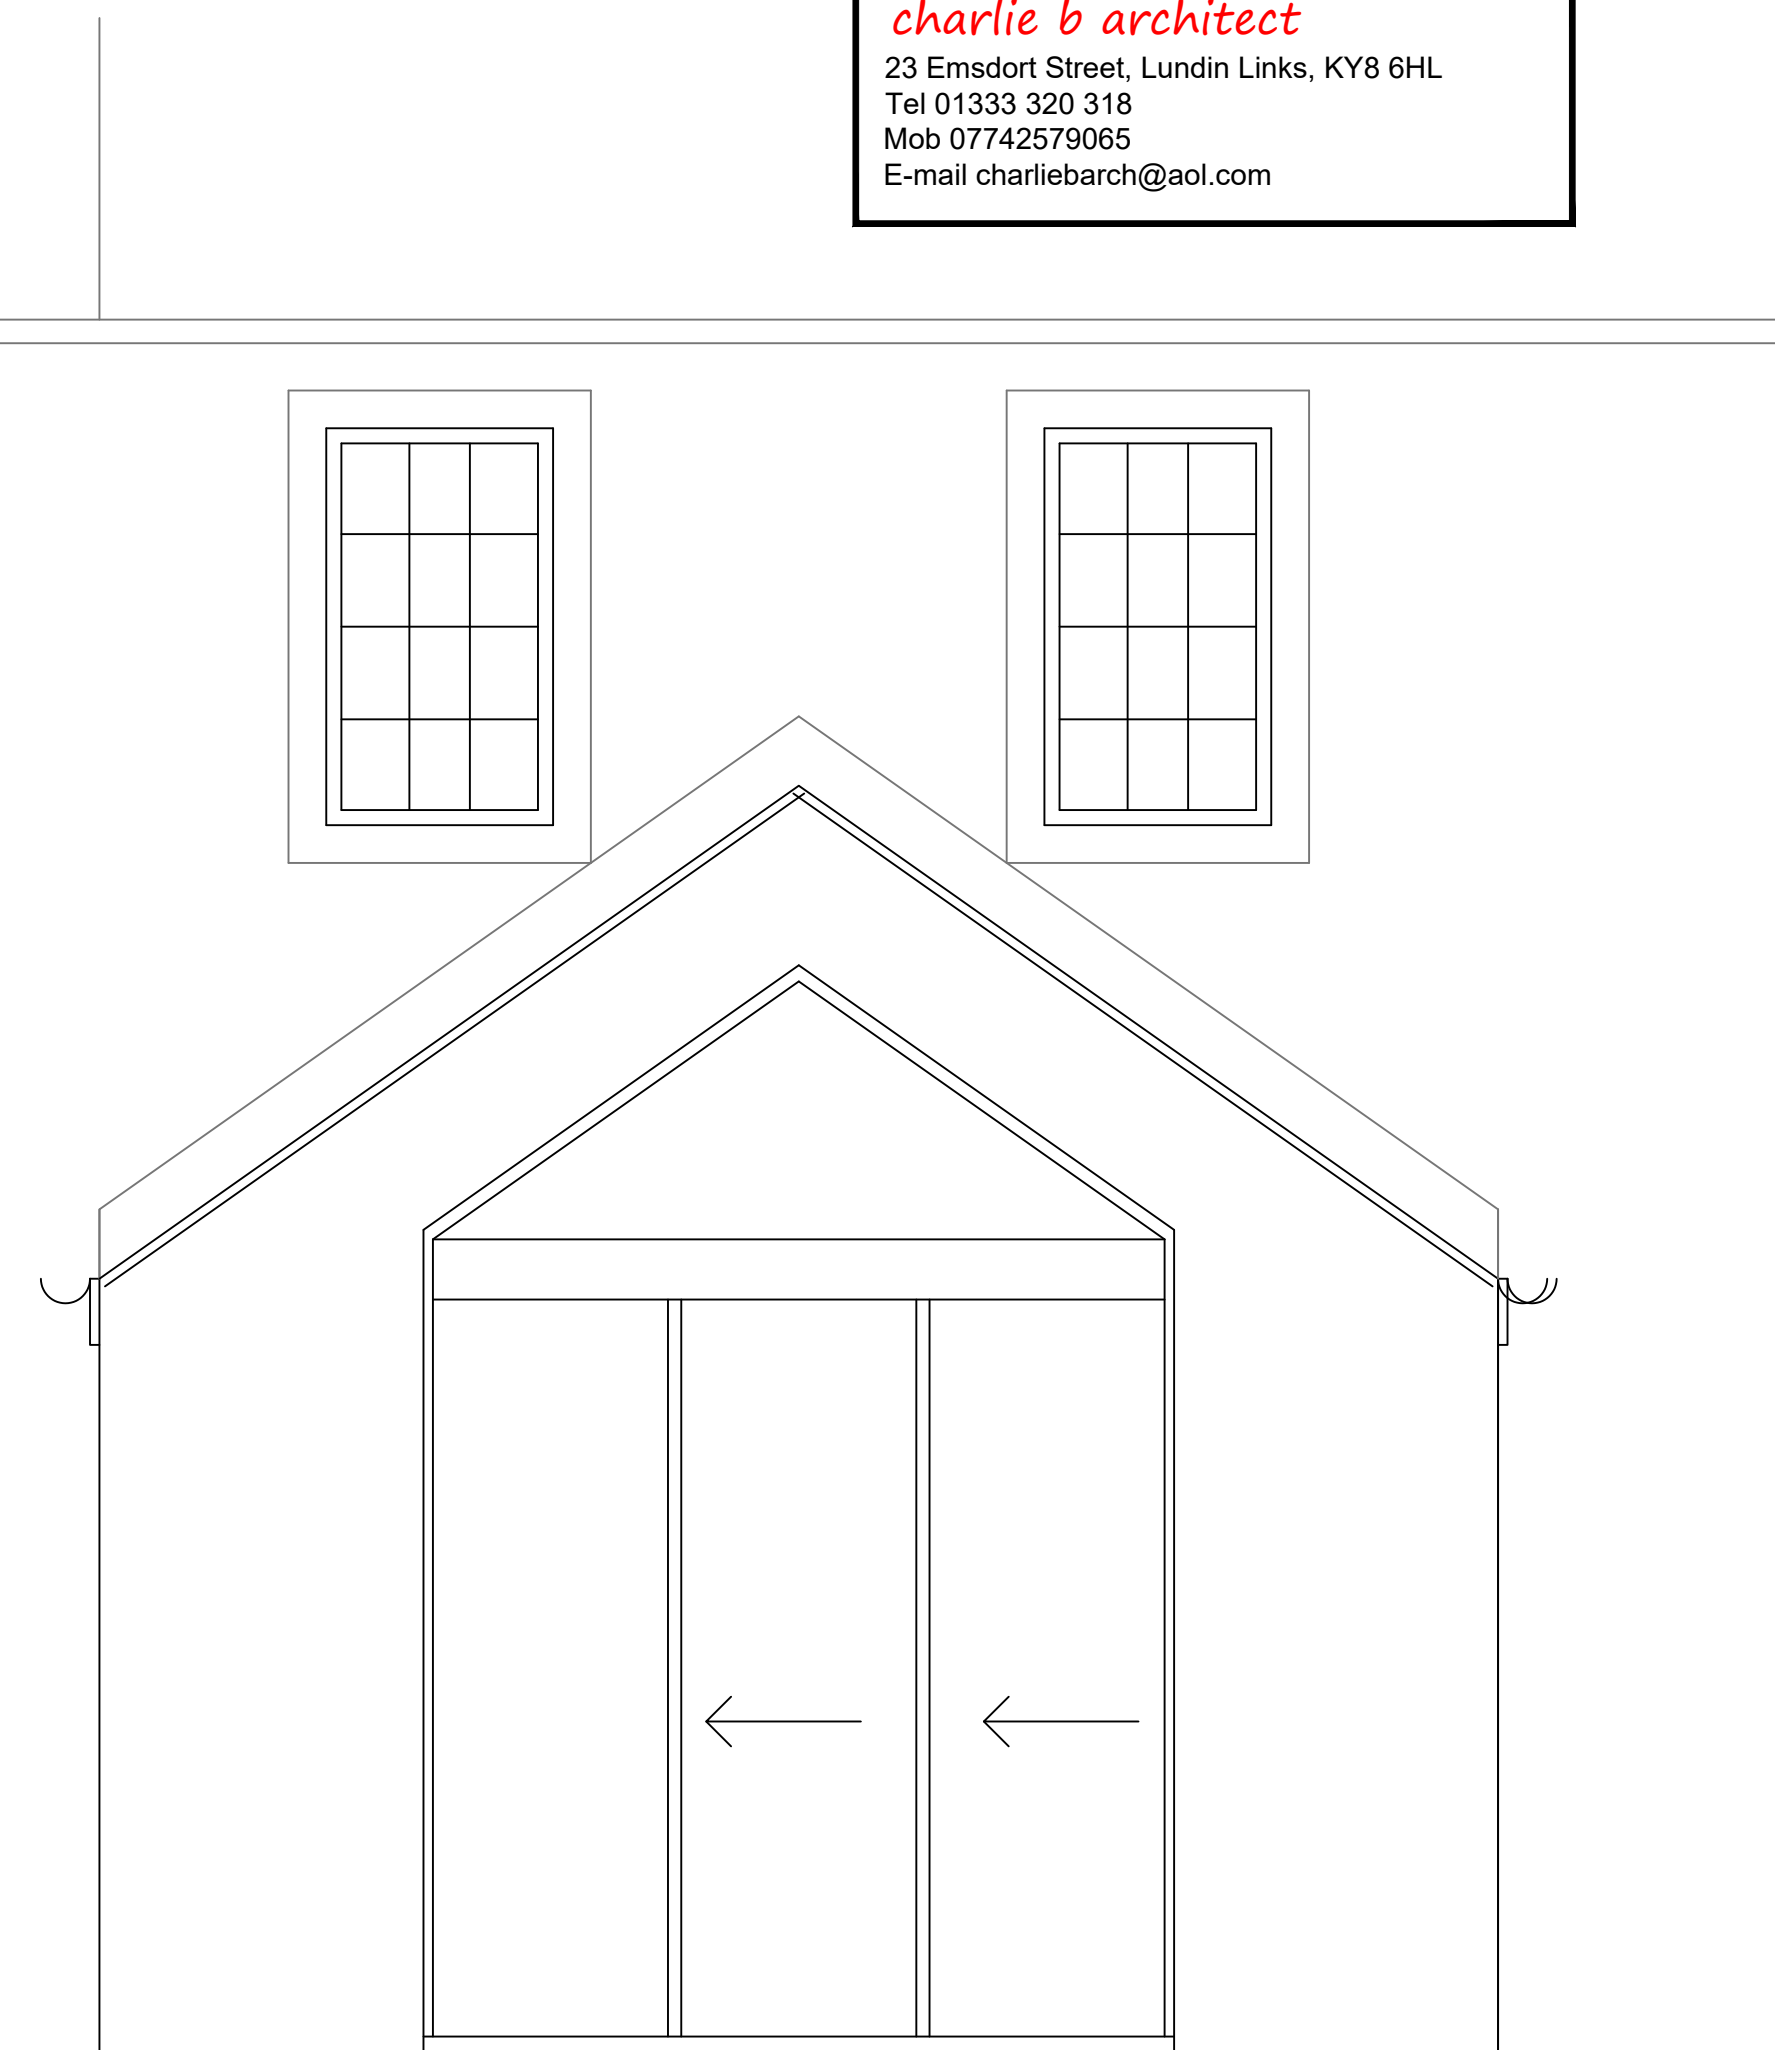 charlie b architect
23 Emsdort Street, Lundin Links, KY8 6HL
Tel 01333 320 318
Mob 07742579065
E-mail charliebarch@aol.com